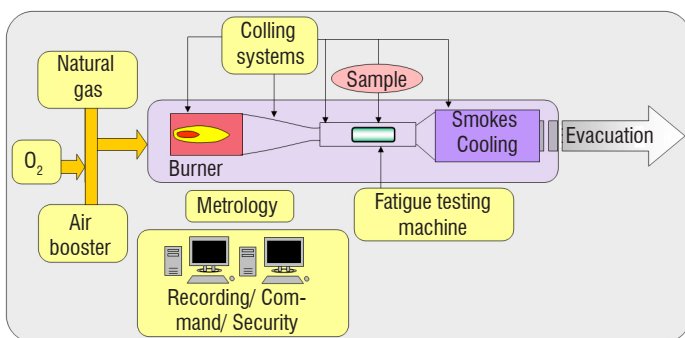 Natural
gas
O₂
Air
booster
Colling
systems
Sample
Burner
Smokes
Cooling
Evacuation
Metrology
Fatigue testing
machine
Recording/ Com-
mand/ Security